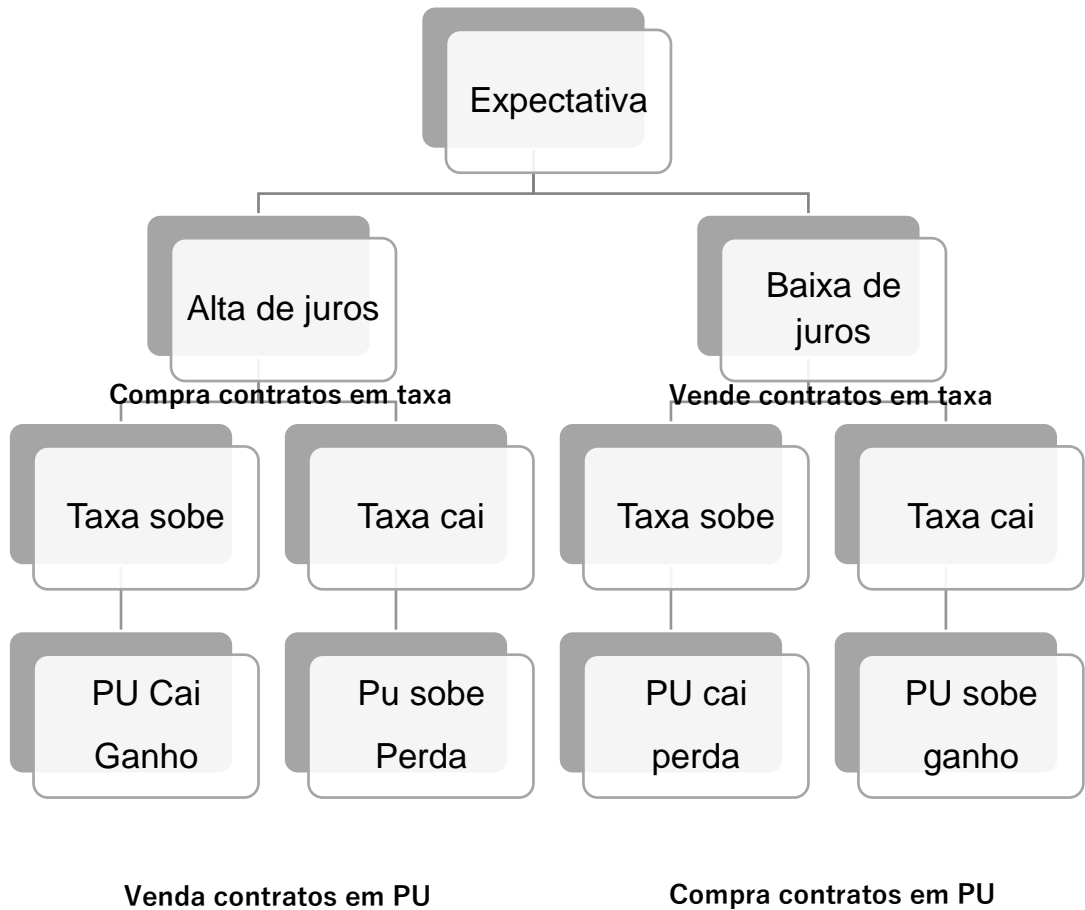 Expectativa
Alta de juros
Baixa de
juros
Compra contratos em taxa
Vende contratos em taxa
Taxa sobe
Taxa cai
Taxa sobe
Taxa cai
PU Cai
Ganho
Pu sobe
Perda
PU cai
perda
PU sobe
ganho
Venda contratos em PU
Compra contratos em PU